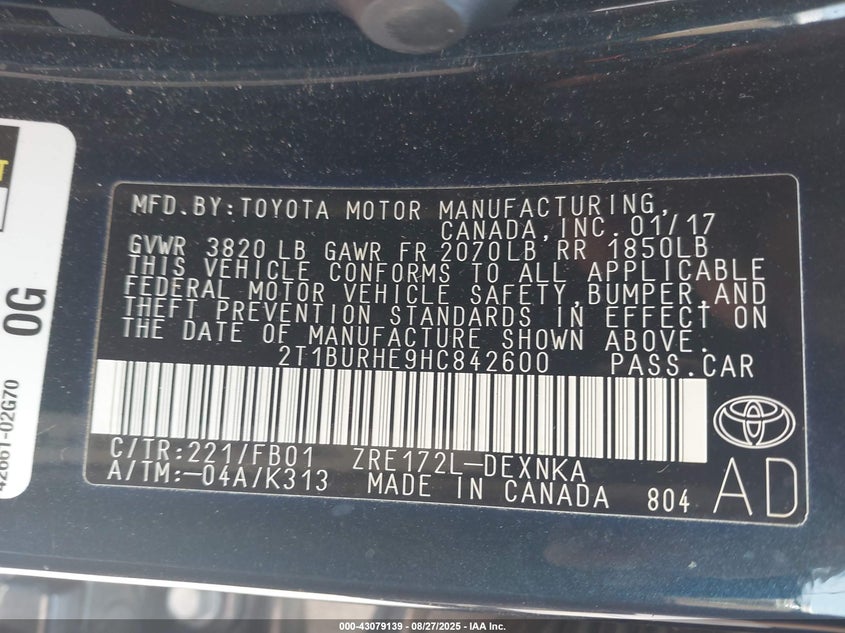 MFD.BY:TOYOTA MOTOR MANUFACTURING,
CANADA,INC. 01/17
GVWR 3820 LB GAWR FR 2070LB RR 1850LB
THIS VEHICLE CONFORMS TO ALL APPLICABLE
FEDERAL MOTOR VEHICLE SAFETY,BUMPER,AND
THEFT PREVENTION STANDARDS IN EFFECT ON
THE DATE OF MANUFACTURE SHOWN ABOVE.
2T1BURHE9HC842600 PASS.CAR
C/TR:221/FB01 ZRE172L-DEXNKA
A/TM:-04A/K313 MADE IN CANADA 804
AD
0G
42661-02G70
000-43079139 - 08/27/2025 - IAA Inc.